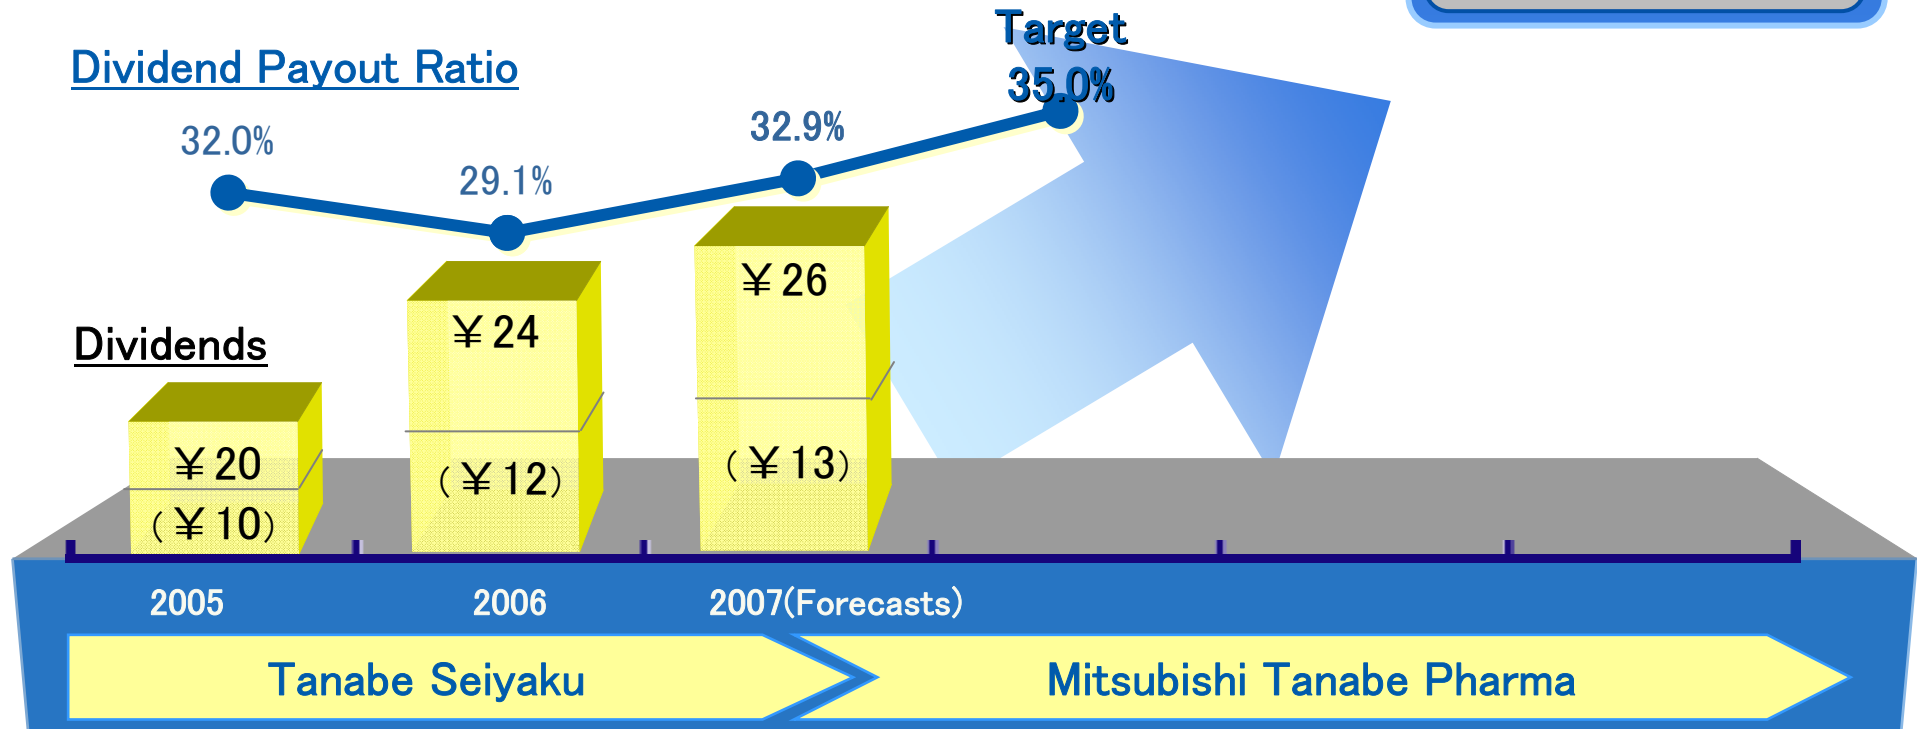 Target
35.0%
Dividend Payout Ratio
32.0%
29.1%
32.9%
Dividends
¥20
(¥10)
¥24
(¥12)
¥26
(¥13)
2005
2006
2007(Forecasts)
Tanabe Seiyaku
Mitsubishi Tanabe Pharma